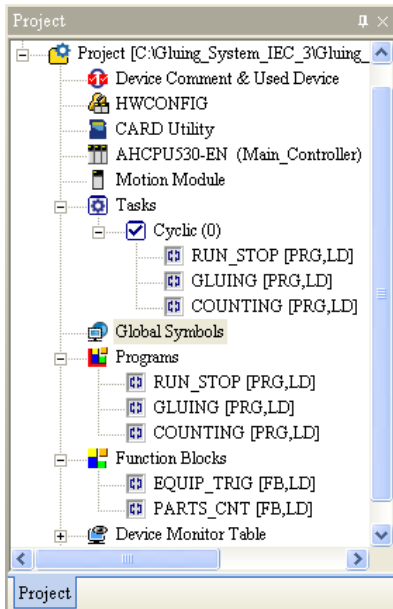 Project
Project [C:\Gluing_System_IEC_3\Gluing_
Device Comment & Used Device
HWCONFIG
CARD Utility
AHCPU530-EN (Main_Controller)
Motion Module
Tasks
Cyclic (0)
RUN_STOP [PRG,LD]
GLUING [PRG,LD]
COUNTING [PRG,LD]
Global Symbols
Programs
RUN_STOP [PRG,LD]
GLUING [PRG,LD]
COUNTING [PRG,LD]
Function Blocks
EQUIP_TRIG [FB,LD]
PARTS_CNT [FB,LD]
Device Monitor Table
Project